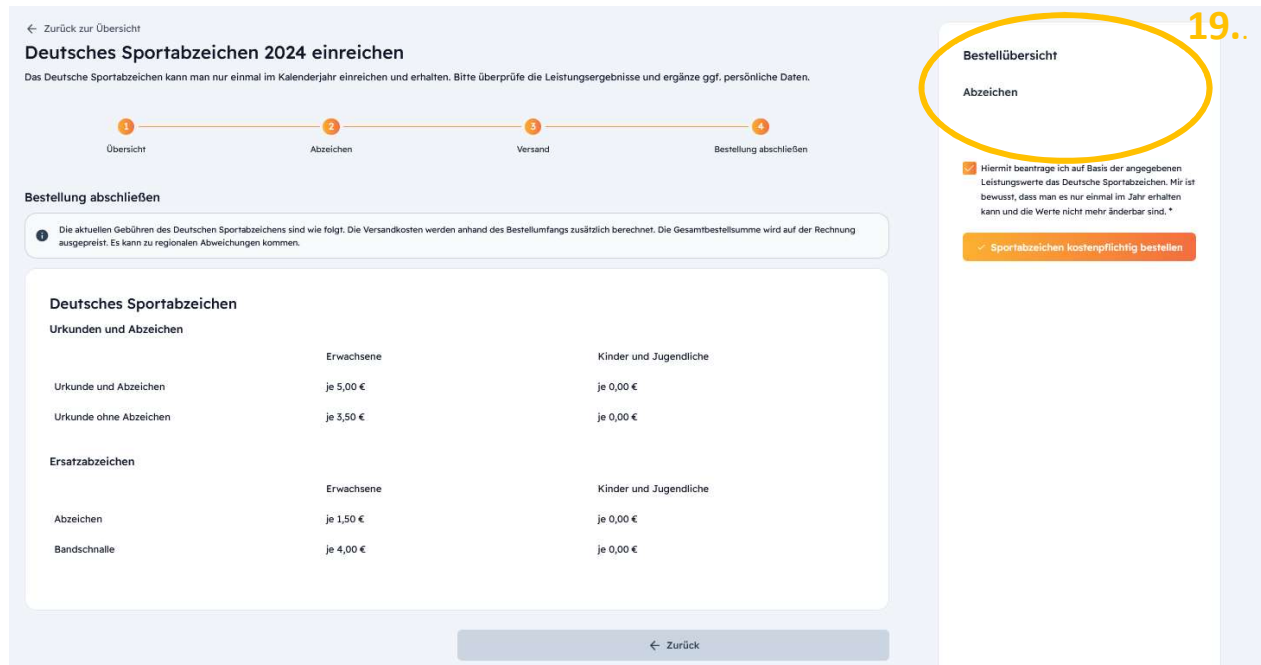 ← Zurück zur Übersicht
Deutsches Sportabzeichen 2024 einreichen
Das Deutsche Sportabzeichen kann man nur einmal im Kalenderjahr einreichen und erhalten. Bitte überprüfe die Leistungsergebnisse und ergänze ggf. persönliche Daten.
1 2 3 4
Übersicht Abzeichen Versand Bestellung abschließen
Bestellung abschließen
Die aktuellen Gebühren des Deutschen Sportabzeichens sind wie folgt. Die Versandkosten werden anhand des Bestellumfangs zusätzlich berechnet. Die Gesamtbestellsumme wird auf der Rechnung
ausgepreist. Es kann zu regionalen Abweichungen kommen.
Deutsches Sportabzeichen
Urkunden und Abzeichen
Erwachsene Kinder und Jugendliche
Urkunde und Abzeichen je 5,00 € je 0,00 €
Urkunde ohne Abzeichen je 3,50 € je 0,00 €
Ersatzabzeichen
Erwachsene Kinder und Jugendliche
Abzeichen je 1,50 € je 0,00 €
Bandschnalle je 4,00 € je 0,00 €
← Zurück
19..
Bestellübersicht
Abzeichen
Hiermit beantrage ich auf Basis der angegebenen
Leistungswerte das Deutsche Sportabzeichen. Mir ist
bewusst, dass man es nur einmal im Jahr erhalten
kann und die Werte nicht mehr änderbar sind. *
Sportabzeichen kostenpflichtig bestellen